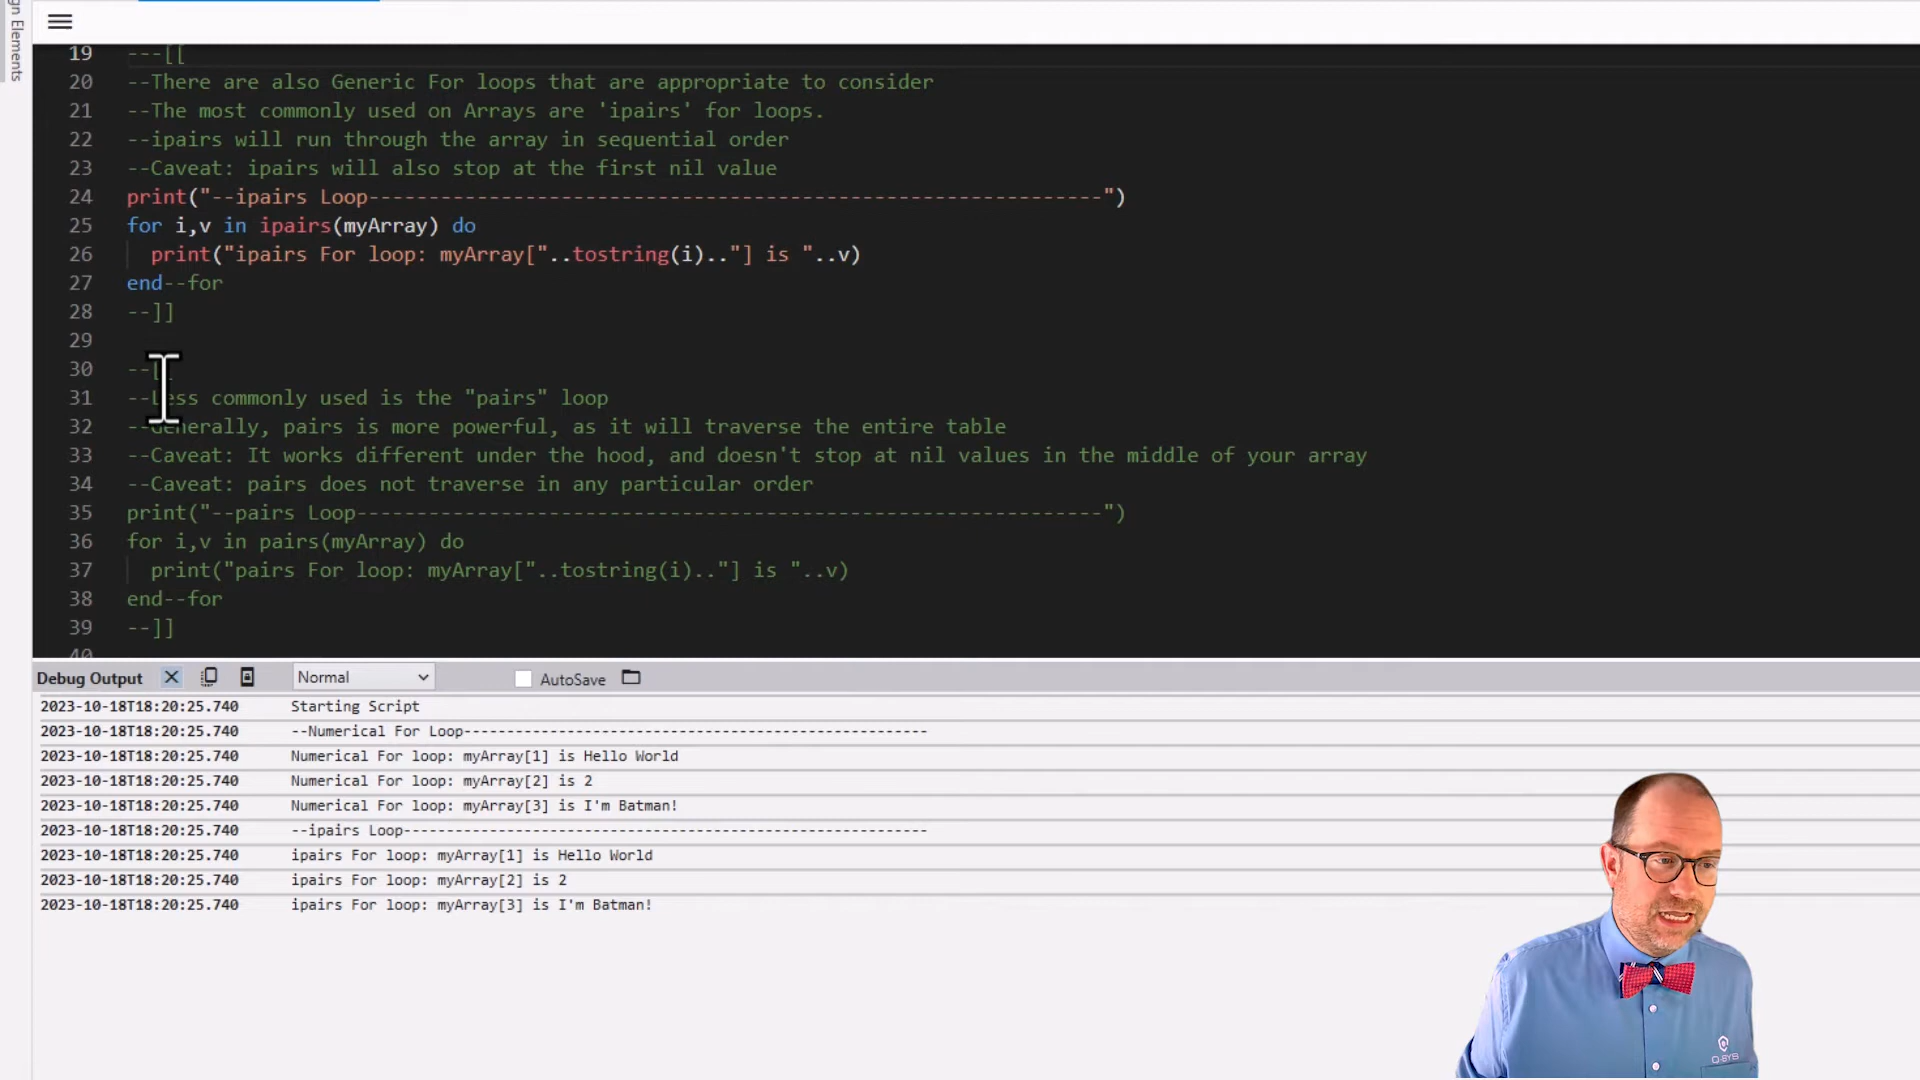 gn Elements
19 ---[[
20 --There are also Generic For loops that are appropriate to consider
21 --The most commonly used on Arrays are 'ipairs' for loops.
22 --ipairs will run through the array in sequential order
23 --Caveat: ipairs will also stop at the first nil value
24 print("--ipairs Loop-------------------------------------------------------------")
25 for i,v in ipairs(myArray) do
26 print("ipairs For loop: myArray["..tostring(i).."] is "..v)
27 end--for
28 --]]
29
30 --[[
31 --Less commonly used is the "pairs" loop
32 --Generally, pairs is more powerful, as it will traverse the entire table
33 --Caveat: It works different under the hood, and doesn't stop at nil values in the middle of your array
34 --Caveat: pairs does not traverse in any particular order
35 print("--pairs Loop--------------------------------------------------------------")
36 for i,v in pairs(myArray) do
37 print("pairs For loop: myArray["..tostring(i).."] is "..v)
38 end--for
39 --]]
40
Debug Output Normal AutoSave
2023-10-18T18:20:25.740 Starting Script
2023-10-18T18:20:25.740 --Numerical For Loop------------------------------------------------------
2023-10-18T18:20:25.740 Numerical For loop: myArray[1] is Hello World
2023-10-18T18:20:25.740 Numerical For loop: myArray[2] is 2
2023-10-18T18:20:25.740 Numerical For loop: myArray[3] is I'm Batman!
2023-10-18T18:20:25.740 --ipairs Loop-------------------------------------------------------------
2023-10-18T18:20:25.740 ipairs For loop: myArray[1] is Hello World
2023-10-18T18:20:25.740 ipairs For loop: myArray[2] is 2
2023-10-18T18:20:25.740 ipairs For loop: myArray[3] is I'm Batman!
Q-SYS